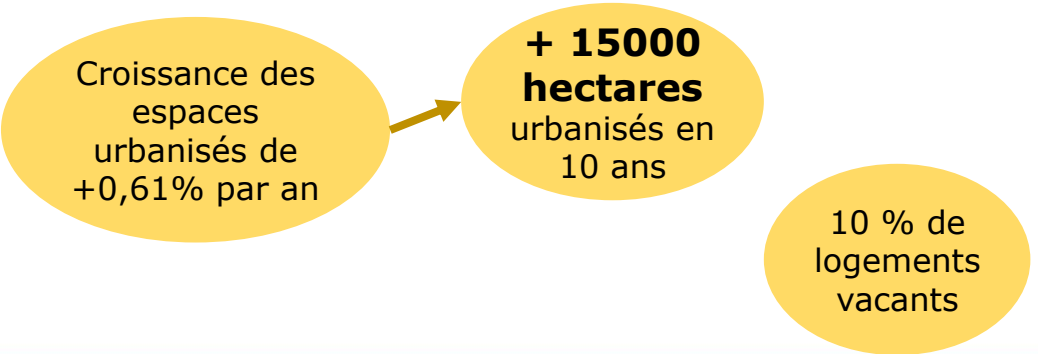 Croissance des
espaces
urbanisés de
+0,61% par an
+ 15000
hectares
urbanisés en
10 ans
10 % de
logements
vacants